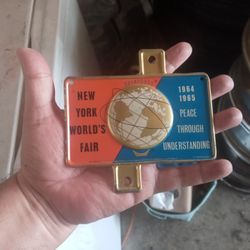 NEW
YORK
WORLD'S
FAIR
1964
1965
PEACE
THROUGH
UNDERSTANDING